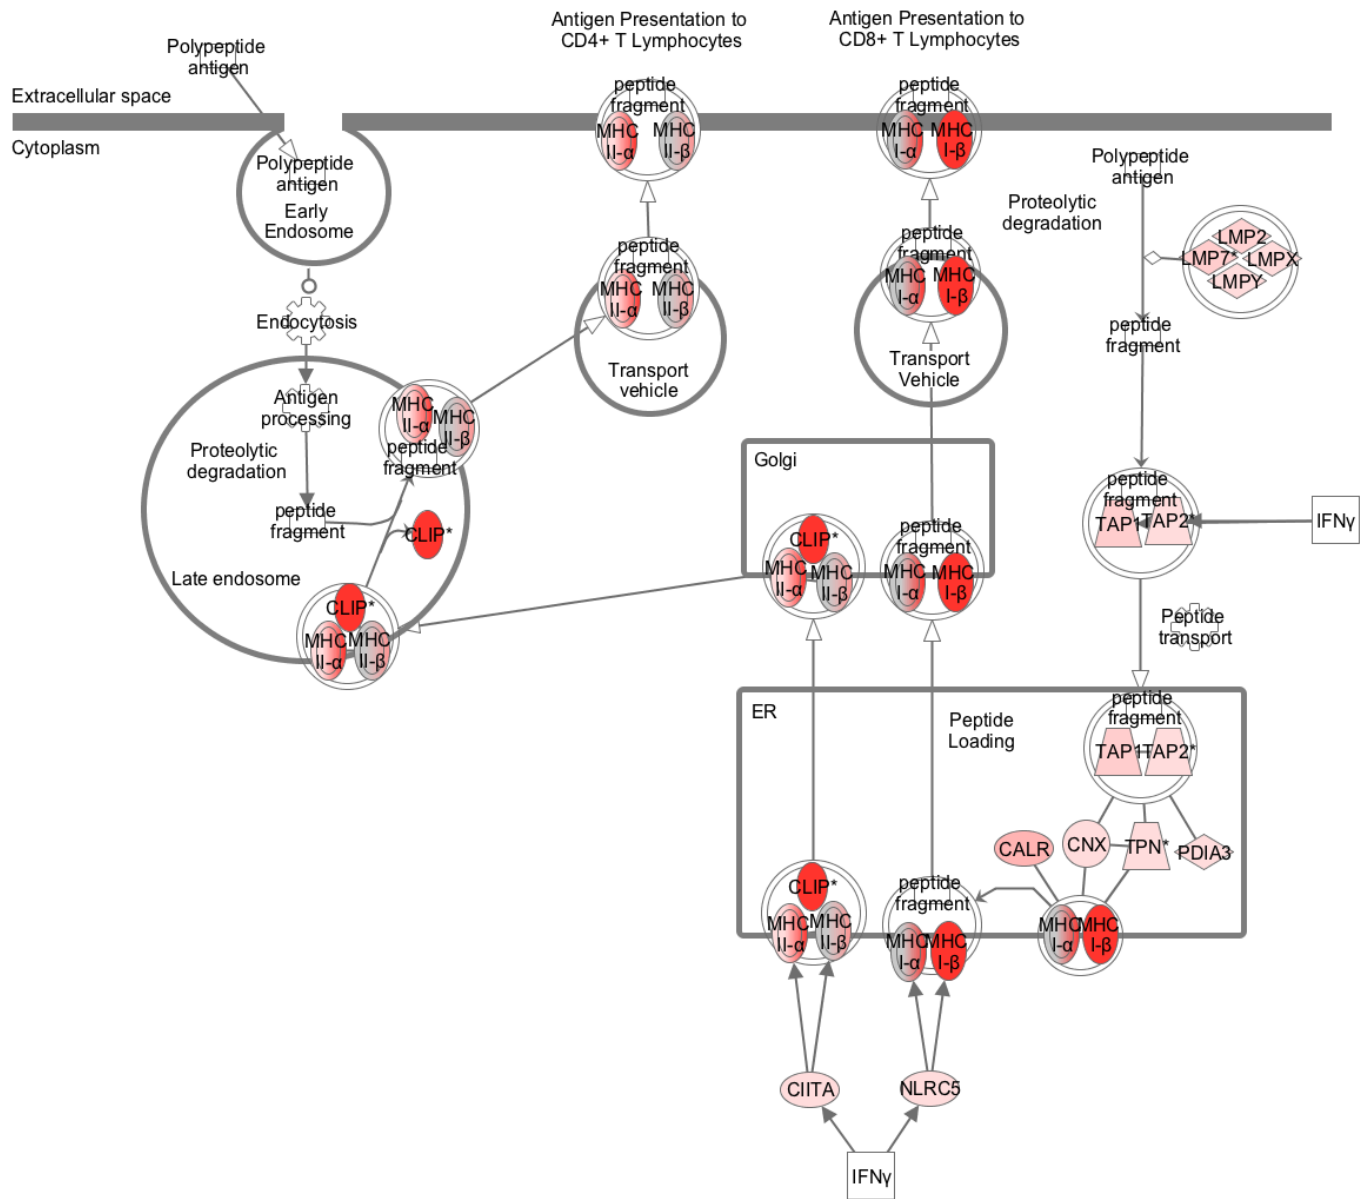 Antigen Presentation to
CD4+ T Lymphocytes
Antigen Presentation to
CD8+ T Lymphocytes
Polypeptide
antigen
Extracellular space
Cytoplasm
Polypeptide
antigen
Early
Endosome
Endocytosis
Antigen
processing
Proteolytic
degradation
peptide
fragment
CLIP*
Late endosome
CLIP*
MHC
II-α
MHC
II-β
MHC
II-α
MHC
II-β
peptide
fragment
peptide
fragment
MHC
II-α
MHC
II-β
peptide
fragment
MHC
II-α
MHC
II-β
Transport
vehicle
peptide
fragment
MHC
I-α
MHC
I-β
peptide
fragment
MHC
I-α
MHC
I-β
Transport
Vehicle
Golgi
CLIP*
MHC
II-α
MHC
II-β
peptide
fragment
MHC
I-α
MHC
I-β
Polypeptide
antigen
Proteolytic
degradation
LMP2
LMP7*
LMPX
LMPY
peptide
fragment
peptide
fragment
TAP1
TAP2*
IFNγ
Peptide
transport
ER
Peptide
Loading
peptide
fragment
TAP1
TAP2*
CALR
CNX
TPN*
PDIA3
CLIP*
MHC
II-α
MHC
II-β
peptide
fragment
MHC
I-α
MHC
I-β
MHC
I-α
MHC
I-β
CIITA
NLRC5
IFNγ